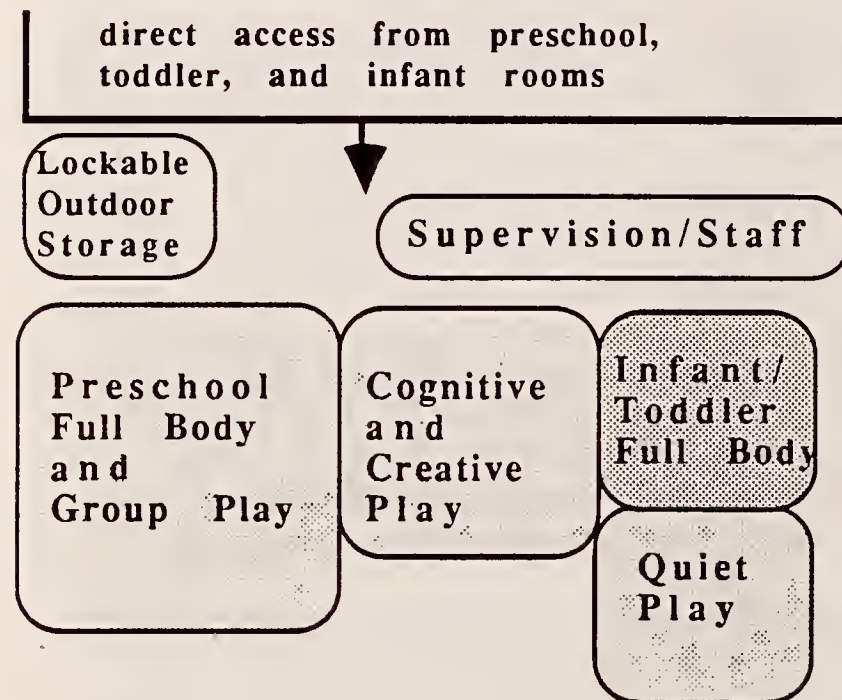 direct access from preschool,
toddler, and infant rooms
Lockable
Outdoor
Storage
Supervision/Staff
Preschool
Full Body
and
Group Play
Cognitive
and
Creative
Play
Infant/
Toddler
Full Body
Quiet
Play